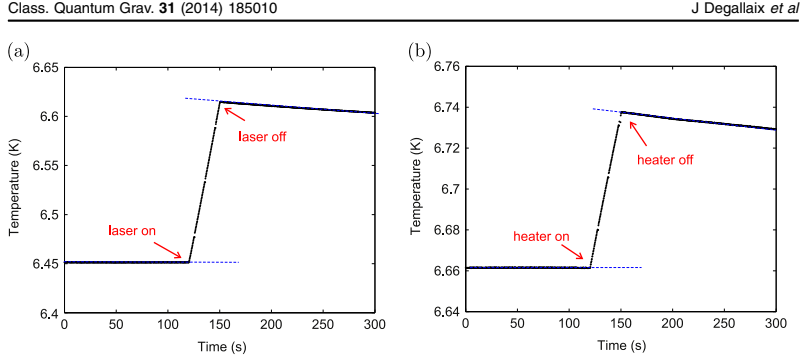 Class. Quantum Grav. 31 (2014) 185010 J Degallaix et al
(a)
6.65
6.6
6.55
6.5
6.45
6.4
Temperature (K)
laser on
laser off
0 50 100 150 200 250 300
Time (s)
(b)
6.76
6.74
6.72
6.7
6.68
6.66
6.64
Temperature (K)
heater on
heater off
0 50 100 150 200 250 300
Time (s)